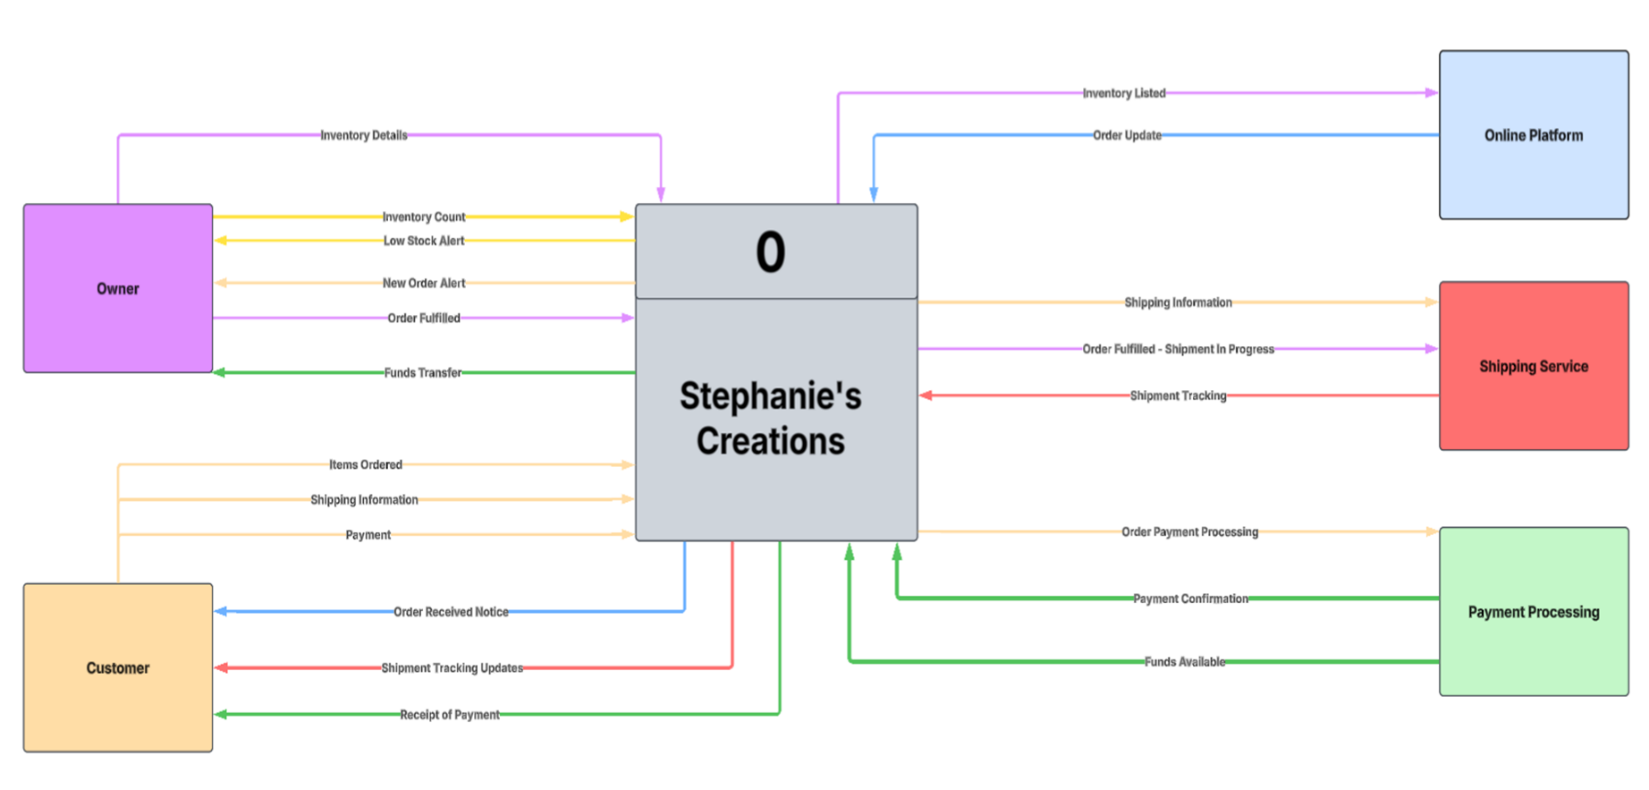 Inventory Listed
Online Platform
Order Update
Inventory Details
Owner
Inventory Count
Low Stock Alert
New Order Alert
Order Fulfilled
Funds Transfer
0
Stephanie's
Creations
Shipping Information
Order Fulfilled - Shipment In Progress
Shipment Tracking
Shipping Service
Items Ordered
Shipping Information
Payment
Order Payment Processing
Payment Confirmation
Funds Available
Payment Processing
Customer
Order Received Notice
Shipment Tracking Updates
Receipt of Payment